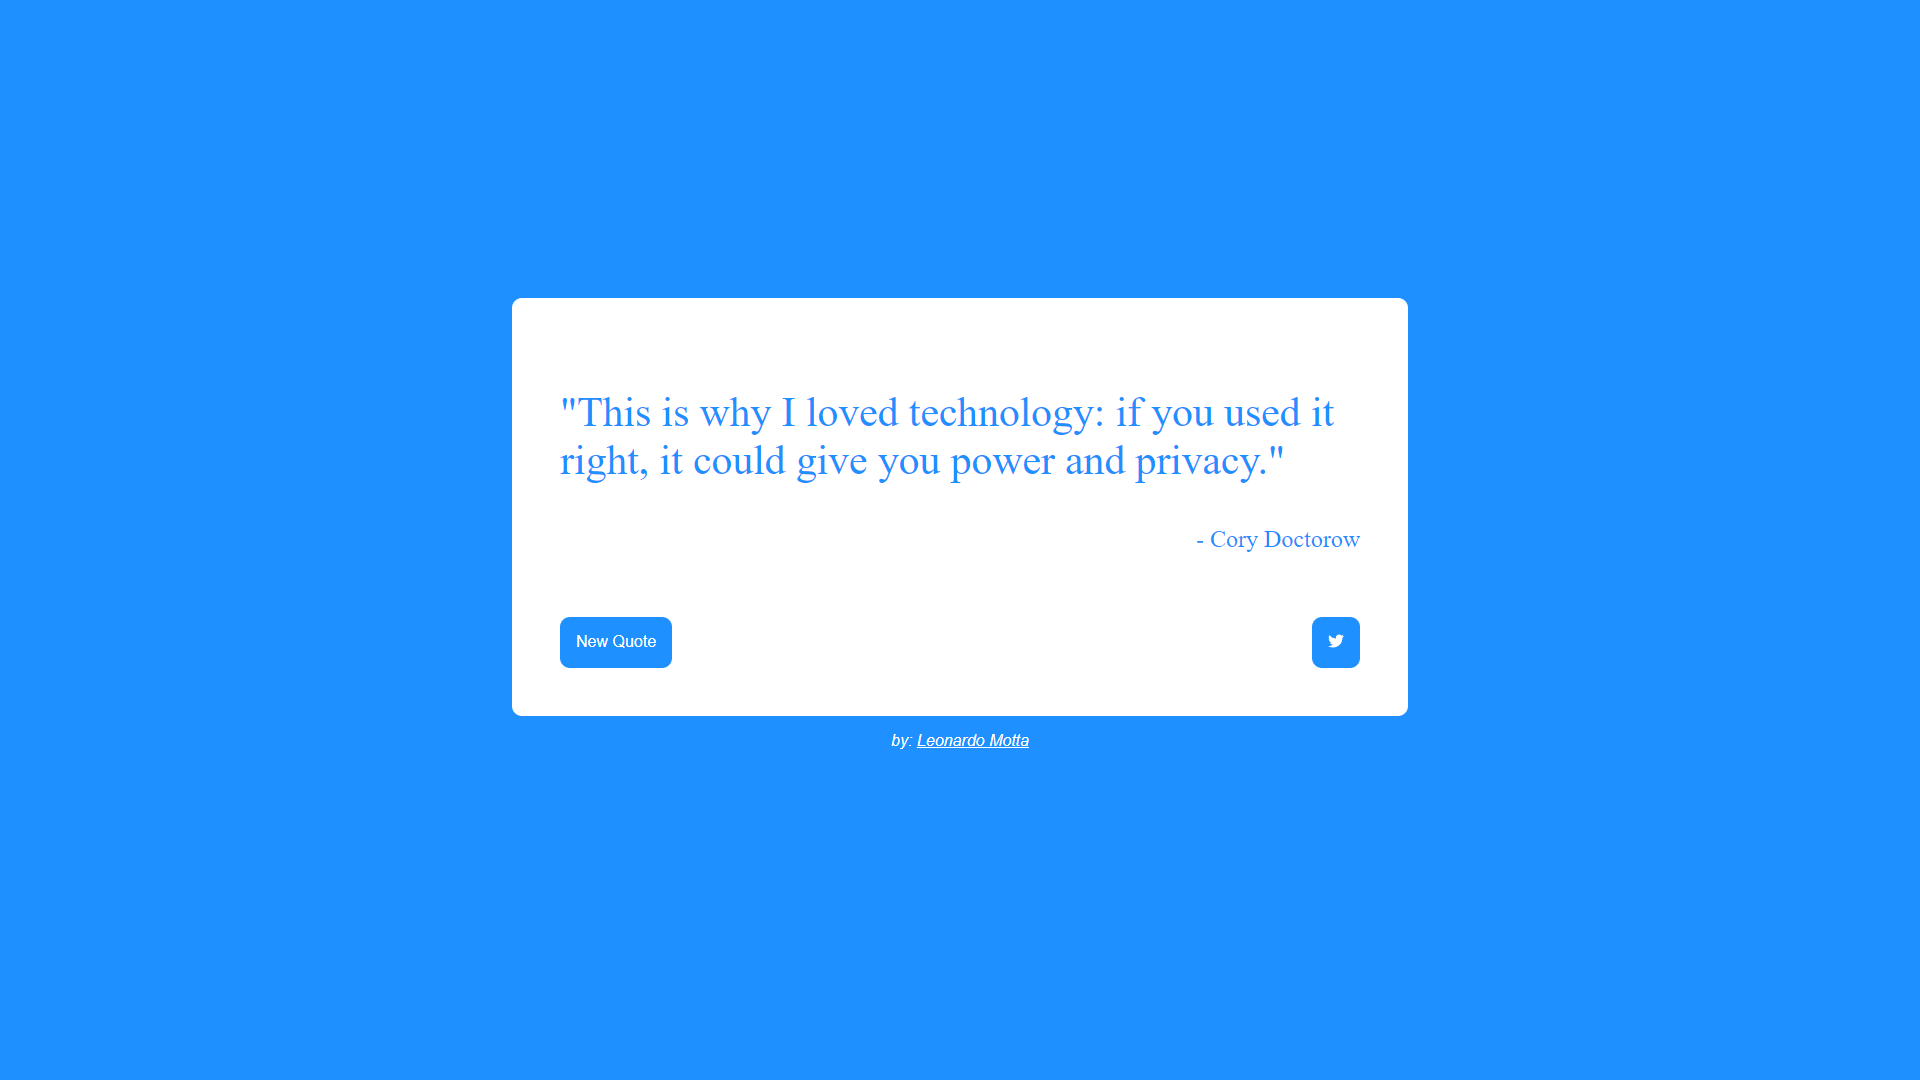 "This is why I loved technology: if you used it
right, it could give you power and privacy."
- Cory Doctorow
New Quote
by: Leonardo Motta